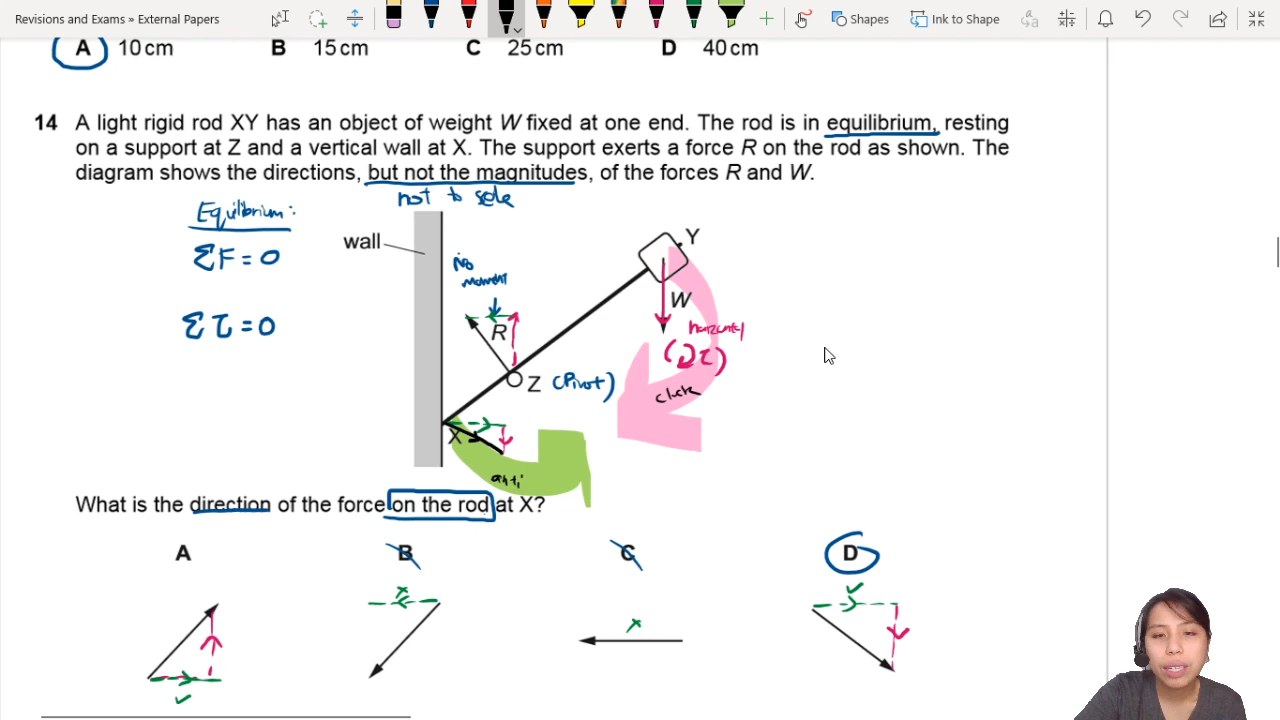 Revisions and Exams » External Papers
Shapes
Ink to Shape
A 10 cm B 15 cm C 25 cm D 40 cm
14 A light rigid rod XY has an object of weight W fixed at one end. The rod is in equilibrium, resting
on a support at Z and a vertical wall at X. The support exerts a force R on the rod as shown. The
diagram shows the directions, but not the magnitudes, of the forces R and W.
not to scle
Equilibrium:
ΣF = 0
Στ = 0
wall
No
moment
R
Y
W
horizontal
(Στ)
clock
Z (Pivot)
X
anti
What is the direction of the force on the rod at X?
A B C D